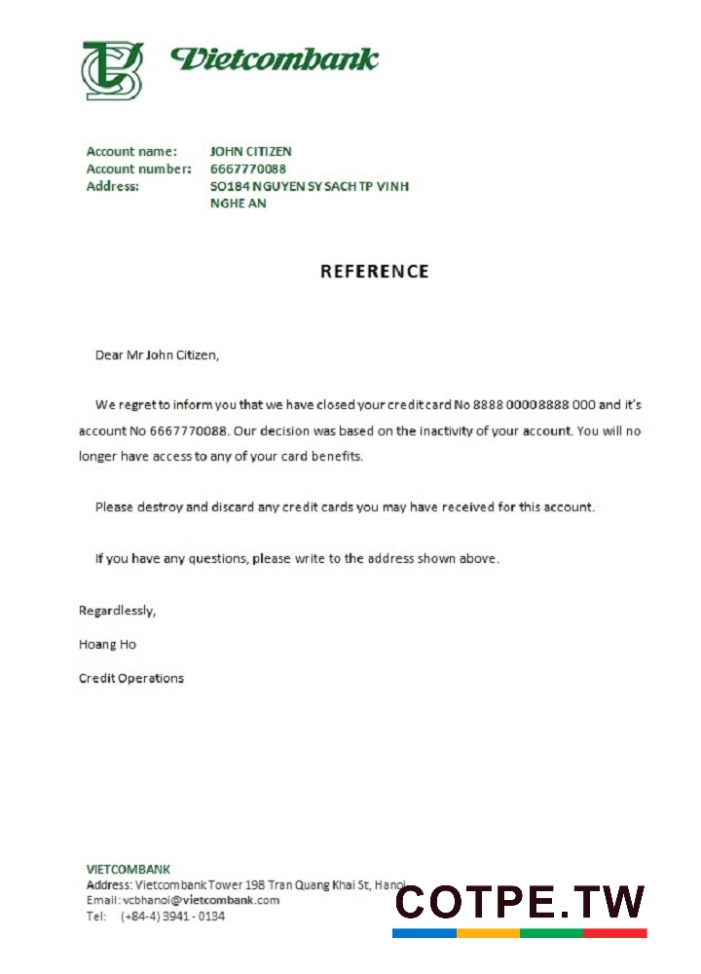 Vietcombank
Account name: JOHN CITIZEN
Account number: 6667770088
Address: SO184 NGUYEN SY SACH TP VINH
NGHE AN
REFERENCE
Dear Mr John Citizen,
We regret to inform you that we have closed your credit card No 8888 0000 8888 000 and it's
account No 6667770088. Our decision was based on the inactivity of your account. You will no
longer have access to any of your card benefits.
Please destroy and discard any credit cards you may have received for this account.
If you have any questions, please write to the address shown above.
Regardlessly,
Hoang Ho
Credit Operations
VIETCOMBANK
Address: Vietcombank Tower 198 Tran Quang Khai St, Hanoi
Email: vcbhanoi@vietcombank.com
Tel: (+84-4) 3941 - 0134
COTPE.TW